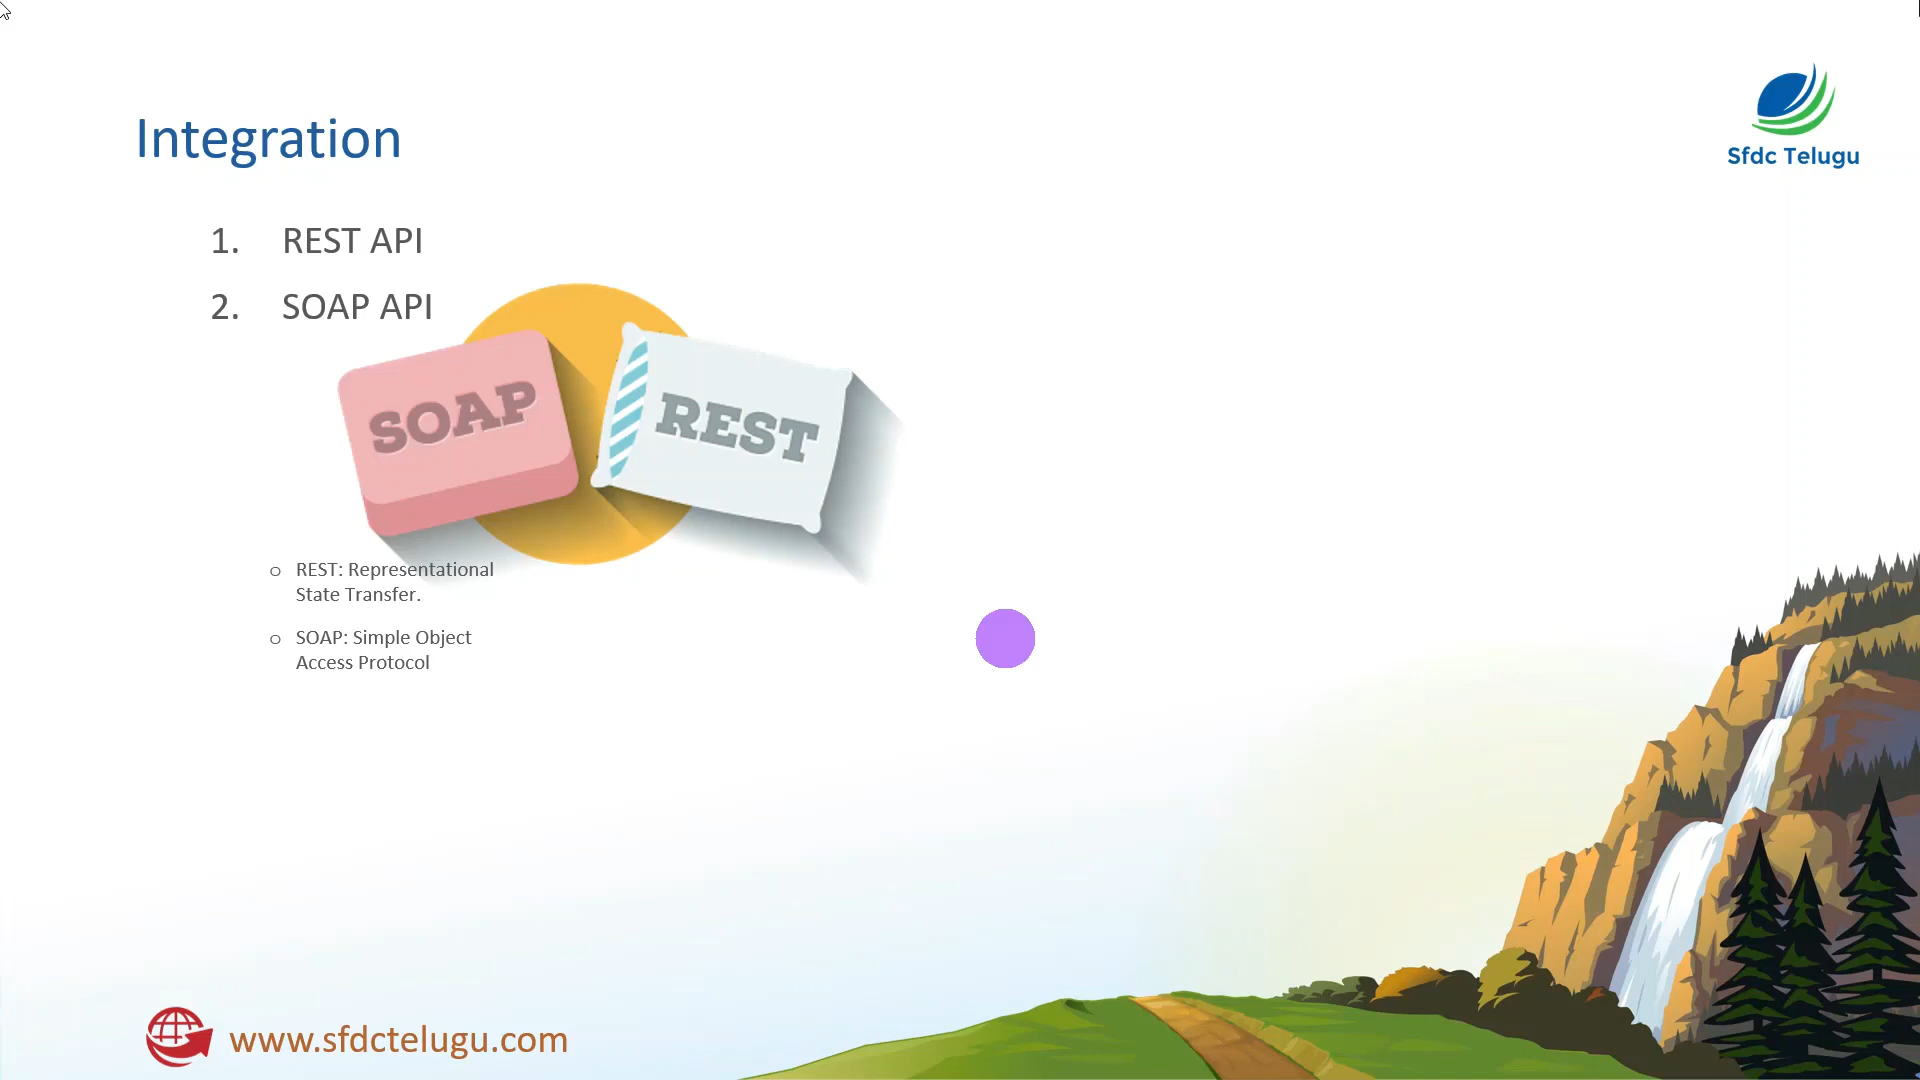 Sfdc Telugu
Integration
1. REST API
2. SOAP API
SOAP
REST
o REST: Representational
State Transfer.
o SOAP: Simple Object
Access Protocol
www.sfdctelugu.com